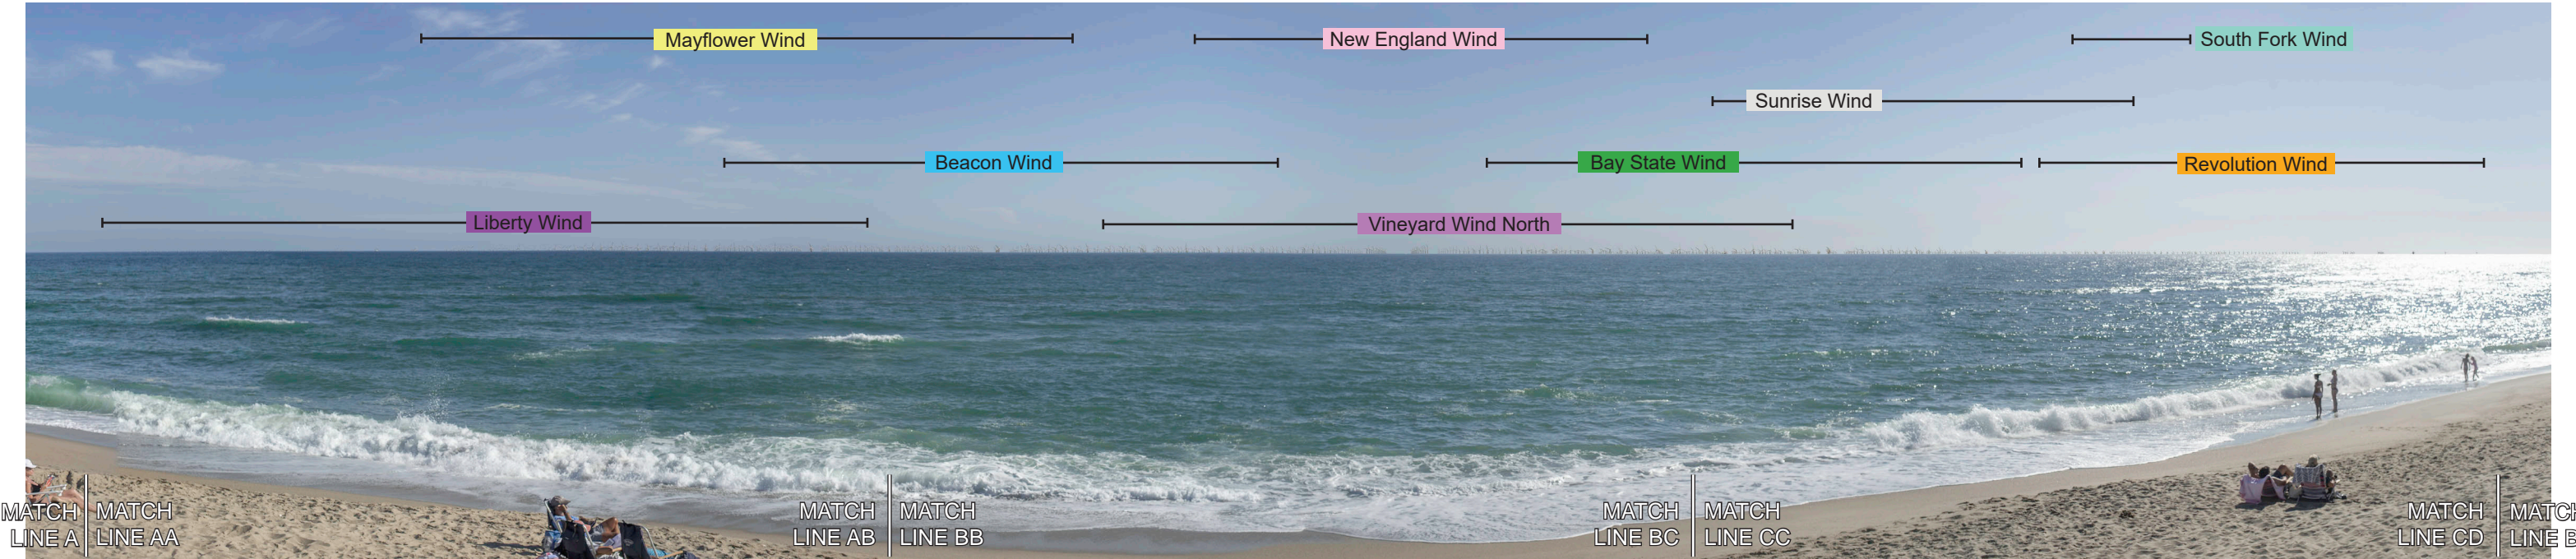 Mayflower Wind
New England Wind
South Fork Wind
Sunrise Wind
Beacon Wind
Bay State Wind
Revolution Wind
Liberty Wind
Vineyard Wind North
MATCH
LINE A
MATCH
LINE AA
MATCH
LINE AB
MATCH
LINE BB
MATCH
LINE BC
MATCH
LINE CC
MATCH
LINE CD
LINE